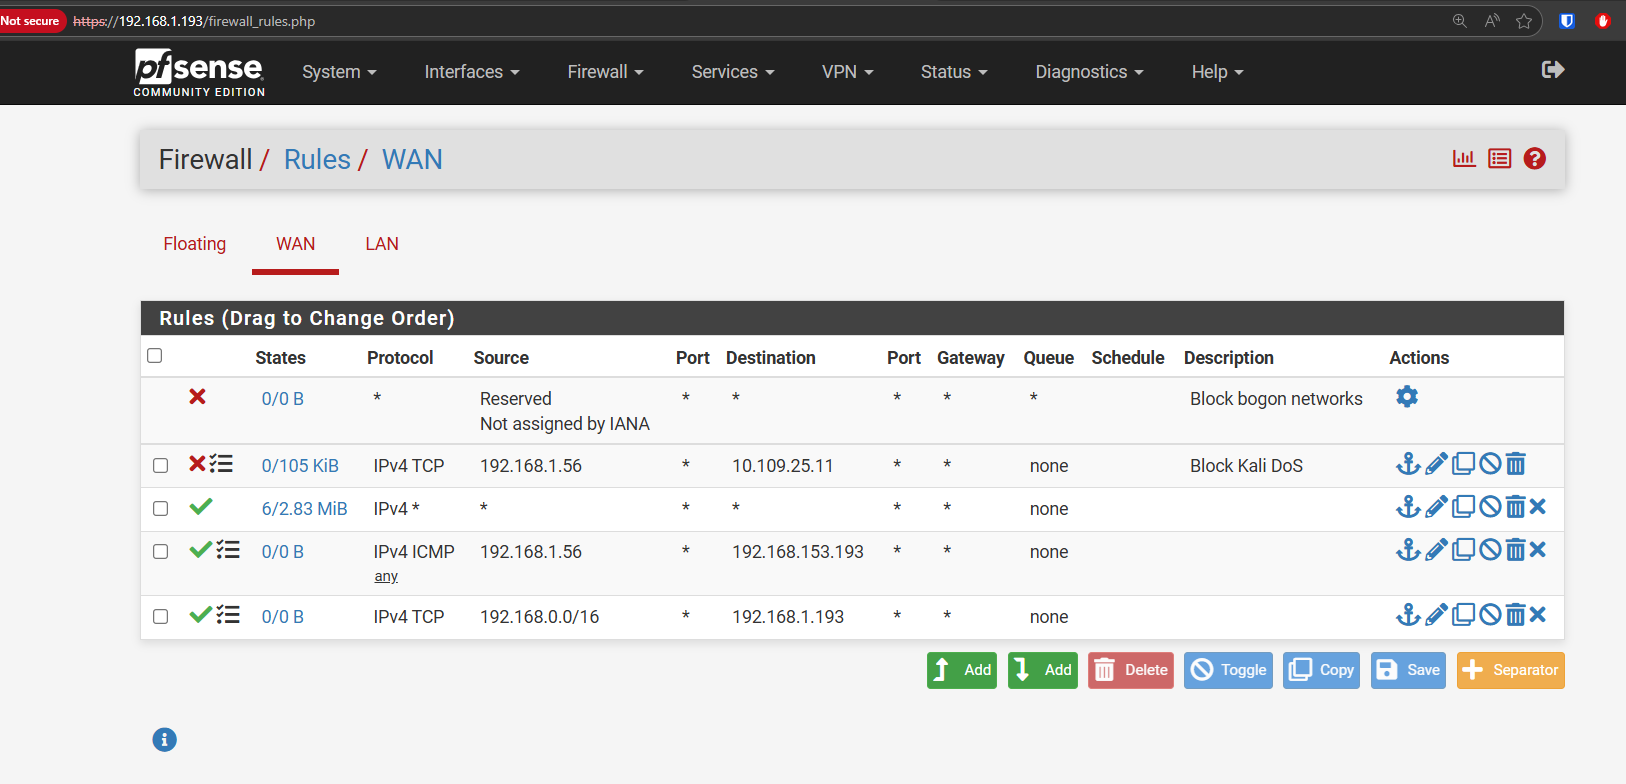 Not secure https://192.168.1.193/firewall_rules.php
pfsense
COMMUNITY EDITION
System Interfaces Firewall Services VPN Status Diagnostics Help
Firewall / Rules / WAN
Floating WAN LAN
Rules (Drag to Change Order)
States Protocol Source Port Destination Port Gateway Queue Schedule Description Actions
0/0 B * Reserved * * * * * Block bogon networks
Not assigned by IANA
0/105 KiB IPv4 TCP 192.168.1.56 * 10.109.25.11 * * none Block Kali DoS
6/2.83 MiB IPv4 * * * * * * none
0/0 B IPv4 ICMP 192.168.1.56 * 192.168.153.193 * * none
any
0/0 B IPv4 TCP 192.168.0.0/16 * 192.168.1.193 * * none
Add Add Delete Toggle Copy Save Separator